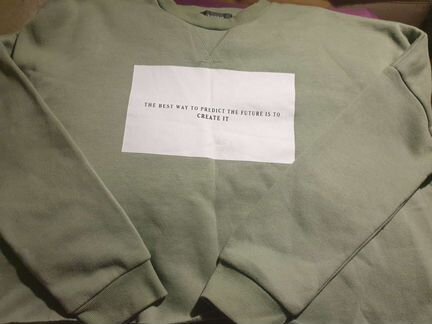 THE BEST WAY TO PREDICT THE FUTURE IS TO
CREATE IT